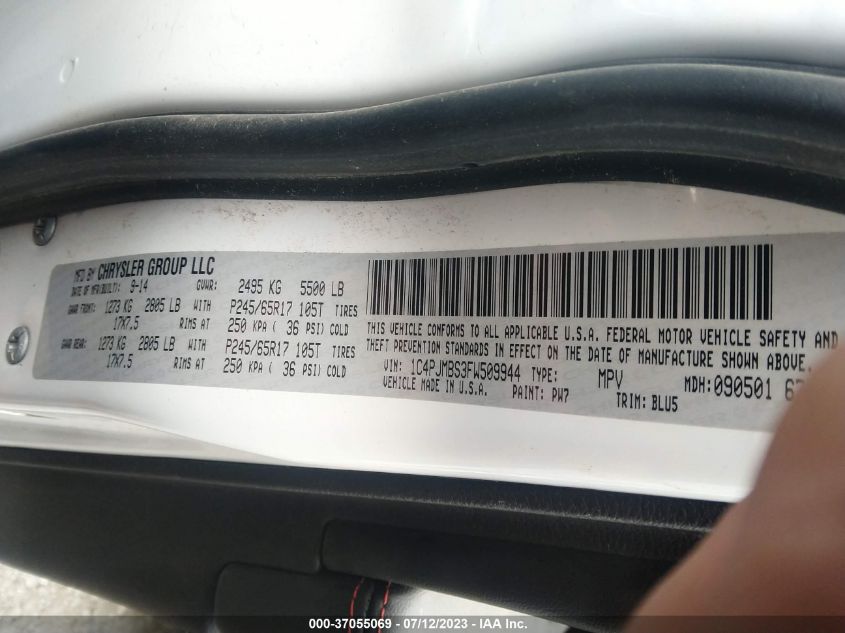 MFD BY CHRYSLER GROUP LLC
DATE OF MFR(BUILT): 9-14 GVWR: 2495 KG 5500 LB
GAWR FRONT: 1273 KG 2805 LB WITH P245/65R17 105T TIRES
17X7.5 RIMS AT 250 KPA ( 36 PSI) COLD
GAWR REAR: 1273 KG 2805 LB WITH P245/65R17 105T TIRES
17X7.5 RIMS AT 250 KPA ( 36 PSI) COLD
THIS VEHICLE CONFORMS TO ALL APPLICABLE U.S.A. FEDERAL MOTOR VEHICLE SAFETY AND
THEFT PREVENTION STANDARDS IN EFFECT ON THE DATE OF MANUFACTURE SHOWN ABOVE.
VIN: 1C4PJMBS3FW509944 TYPE: MPV MDH: 090501
VEHICLE MADE IN U.S.A. PAINT: PW7 TRIM: BLU5
000-37055069 - 07/12/2023 - IAA Inc.